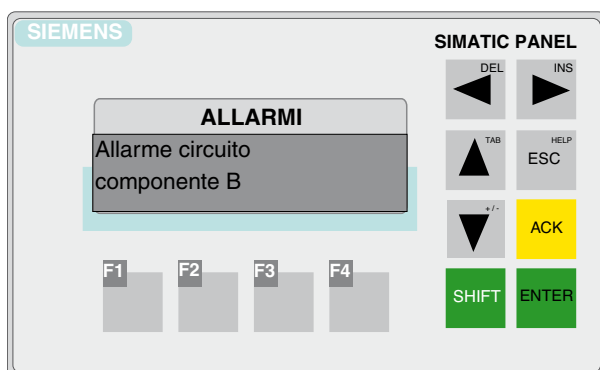 SIEMENS
SIMATIC PANEL
DEL
INS
ALLARMI
Allarme circuito
componente B
TAB
HELP
ESC
+ / -
ACK
F1
F2
F3
F4
SHIFT
ENTER